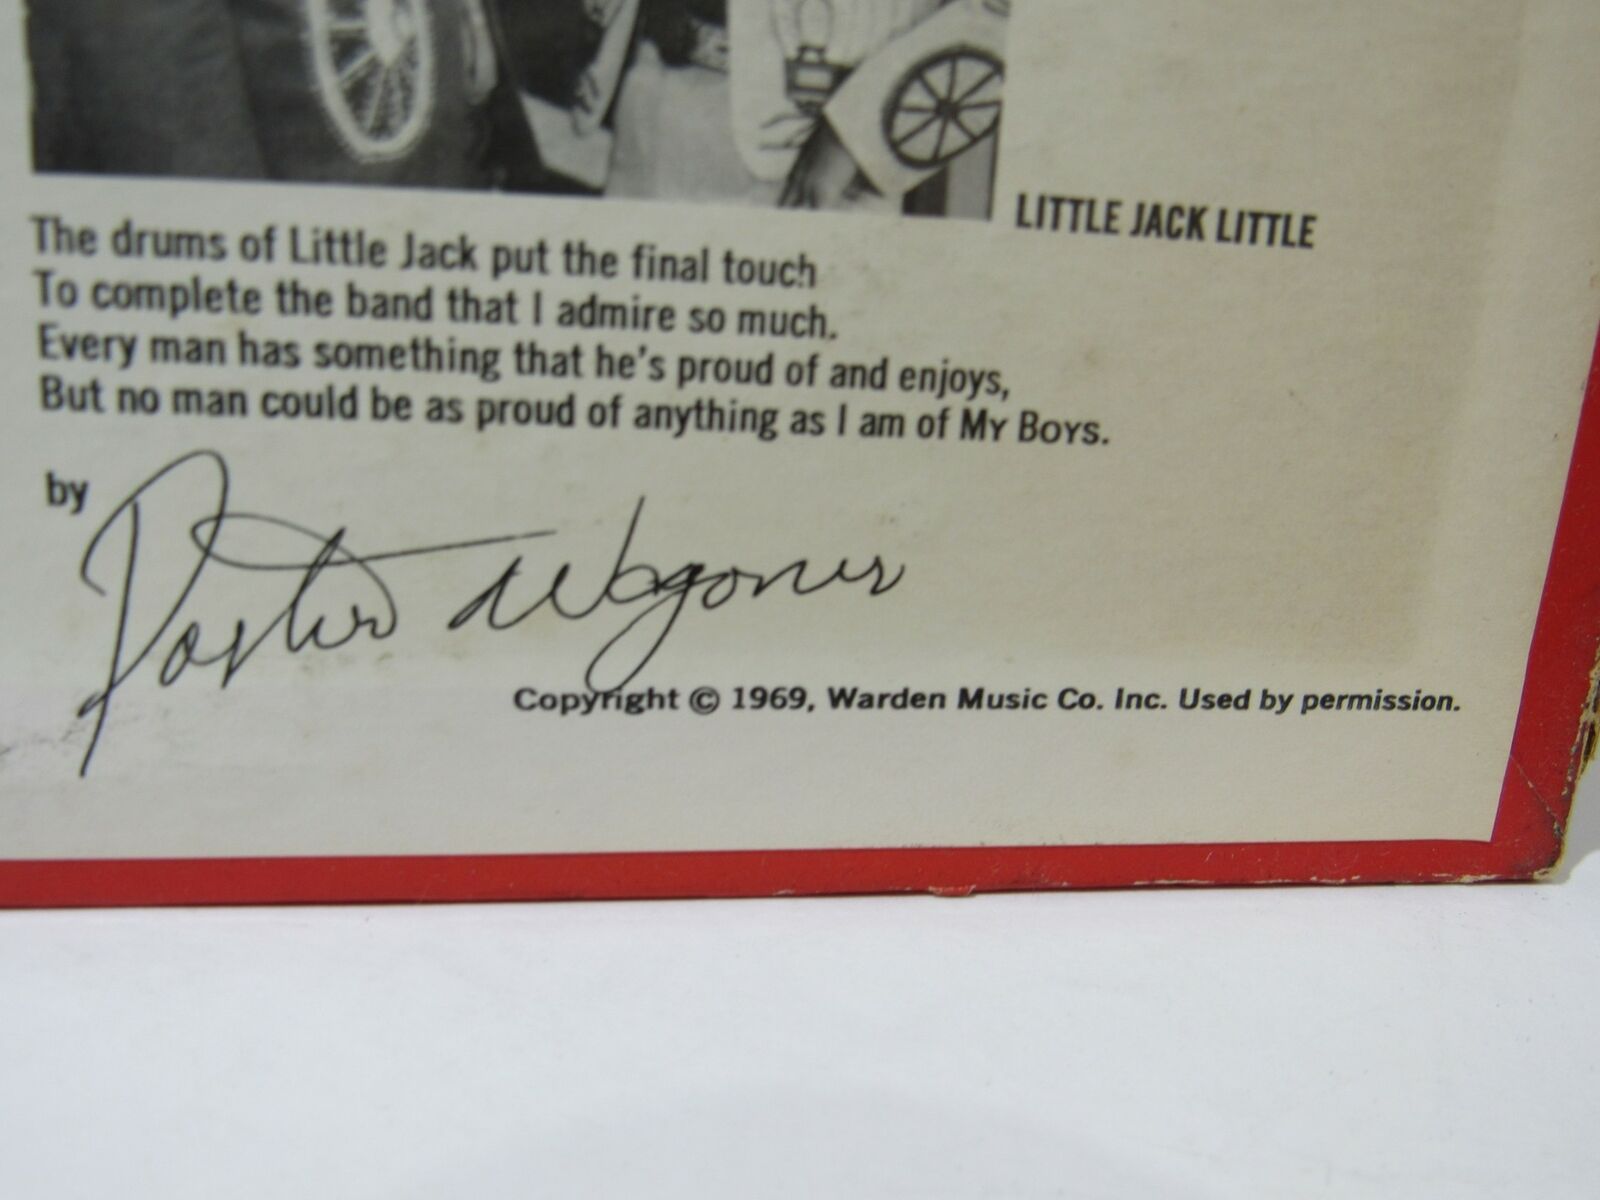 LITTLE JACK LITTLE
The drums of Little Jack put the final touch
To complete the band that I admire so much.
Every man has something that he's proud of and enjoys,
But no man could be as proud of anything as I am of My Boys.
by
Porter Wagoner
Copyright © 1969, Warden Music Co. Inc. Used by permission.